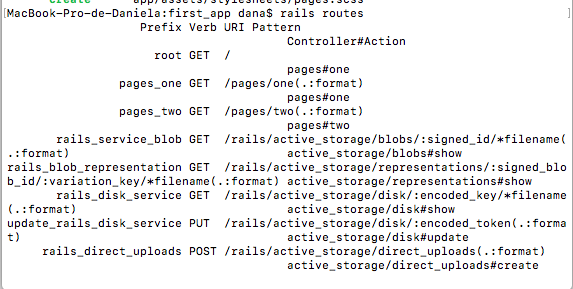 create    app/assets/stylesheets/pages.scss
[MacBook-Pro-de-Daniela:first_app dana$ rails routes ]
Prefix Verb URI Pattern
Controller#Action
root GET  /
pages#one
pages_one GET  /pages/one(.:format)
pages#one
pages_two GET  /pages/two(.:format)
pages#two
rails_service_blob GET  /rails/active_storage/blobs/:signed_id/*filename(
.:format)                 active_storage/blobs#show
rails_blob_representation GET  /rails/active_storage/representations/:signed_blo
b_id/:variation_key/*filename(.:format) active_storage/representations#show
rails_disk_service GET  /rails/active_storage/disk/:encoded_key/*filename
(.:format)                active_storage/disk#show
update_rails_disk_service PUT  /rails/active_storage/disk/:encoded_token(.:forma
t)                        active_storage/disk#update
rails_direct_uploads POST /rails/active_storage/direct_uploads(.:format)
active_storage/direct_uploads#create